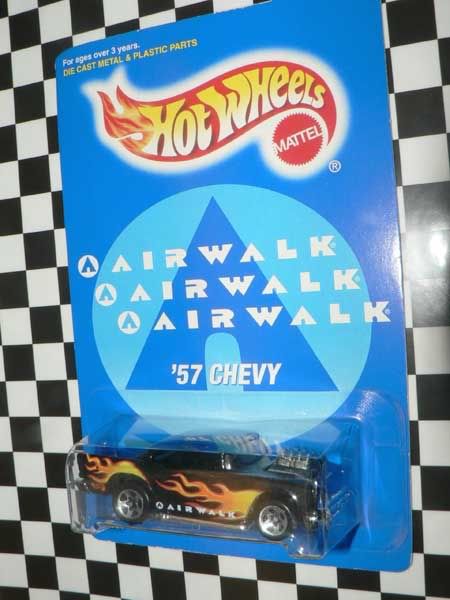 For ages over 3 years.
DIE CAST METAL & PLASTIC PARTS
HOT WHEELS
MATTEL
®
AIRWALK
AIRWALK
AIRWALK
'57 CHEVY
AIRWALK